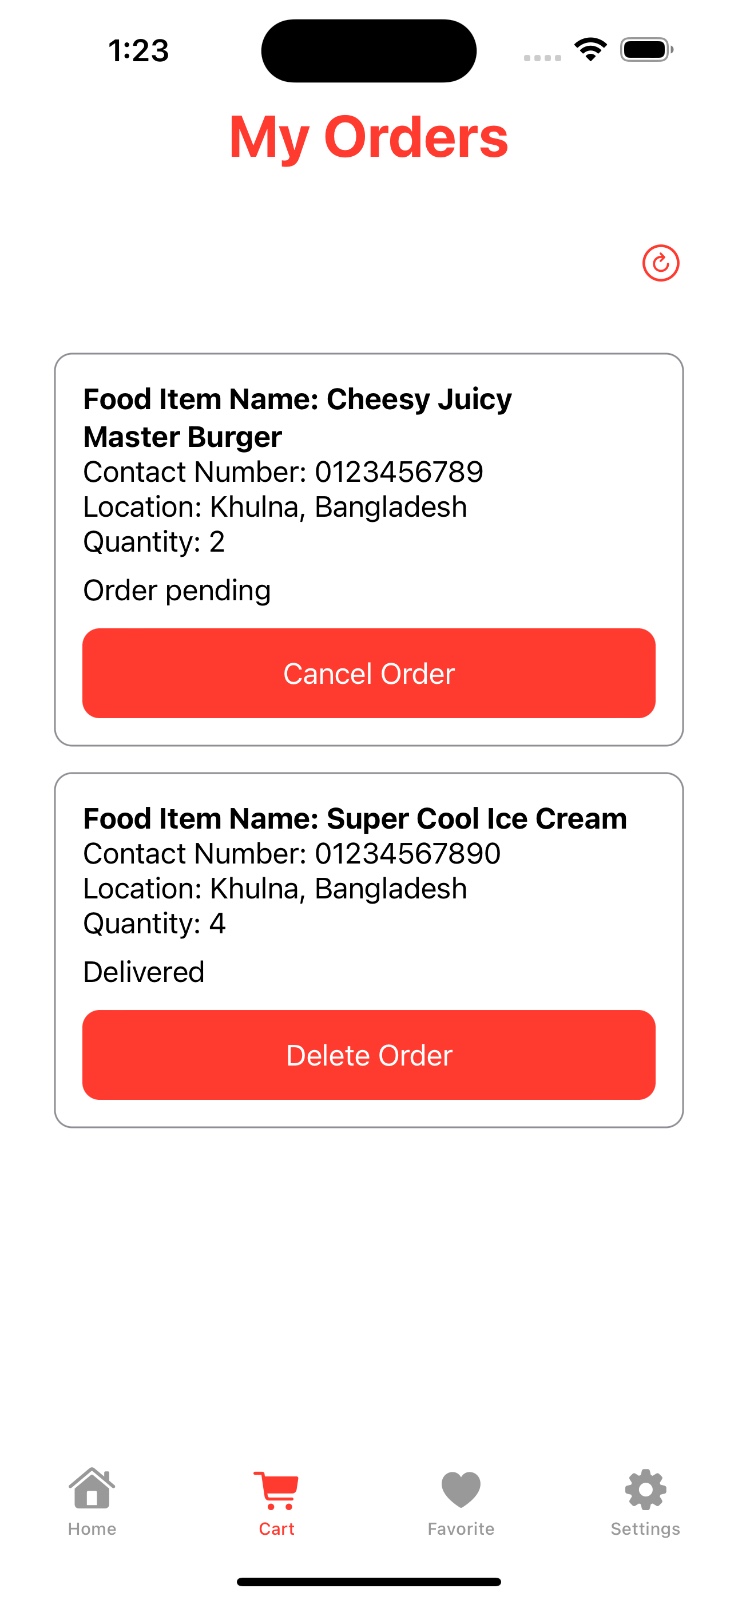 1:23
My Orders
Food Item Name: Cheesy Juicy
Master Burger
Contact Number: 0123456789
Location: Khulna, Bangladesh
Quantity: 2
Order pending
Cancel Order
Food Item Name: Super Cool Ice Cream
Contact Number: 01234567890
Location: Khulna, Bangladesh
Quantity: 4
Delivered
Delete Order
Home
Cart
Favorite
Settings